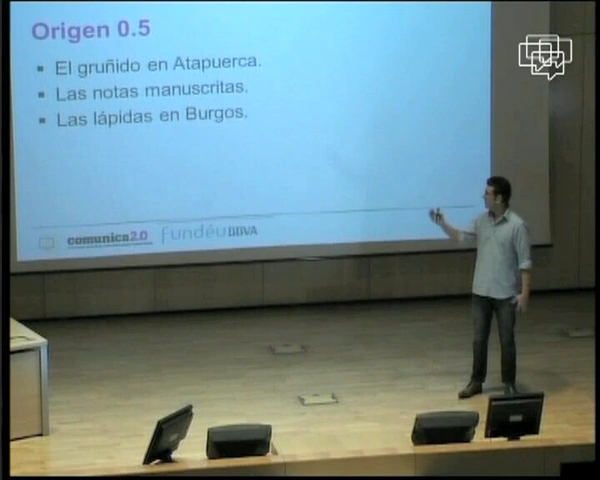 Origen 0.5
▪ El gruñido en Atapuerca.
▪ Las notas manuscritas.
▪ Las lápidas en Burgos.
comunica2.0 fundéu BBVA